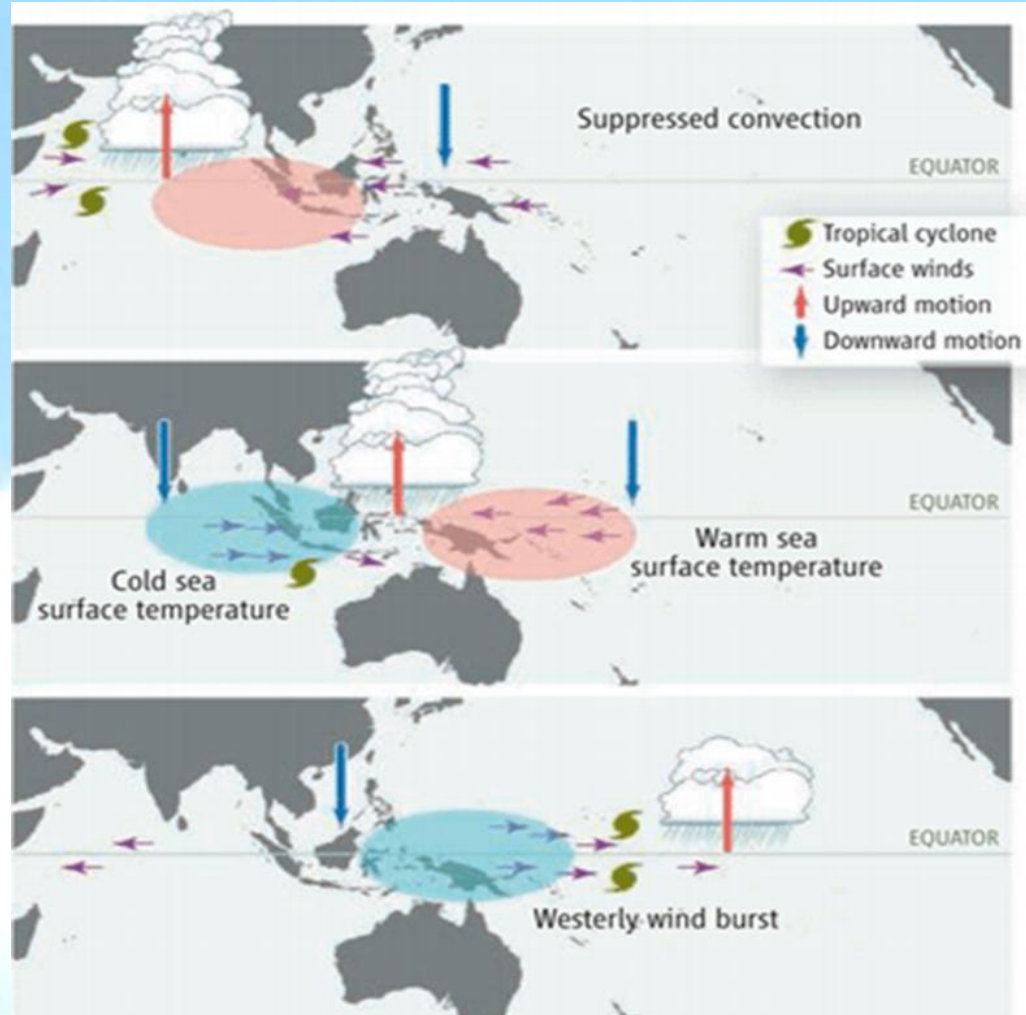 Suppressed convection
EQUATOR
Tropical cyclone
Surface winds
Upward motion
Downward motion
EQUATOR
Warm sea
surface temperature
Cold sea
surface temperature
EQUATOR
Westerly wind burst